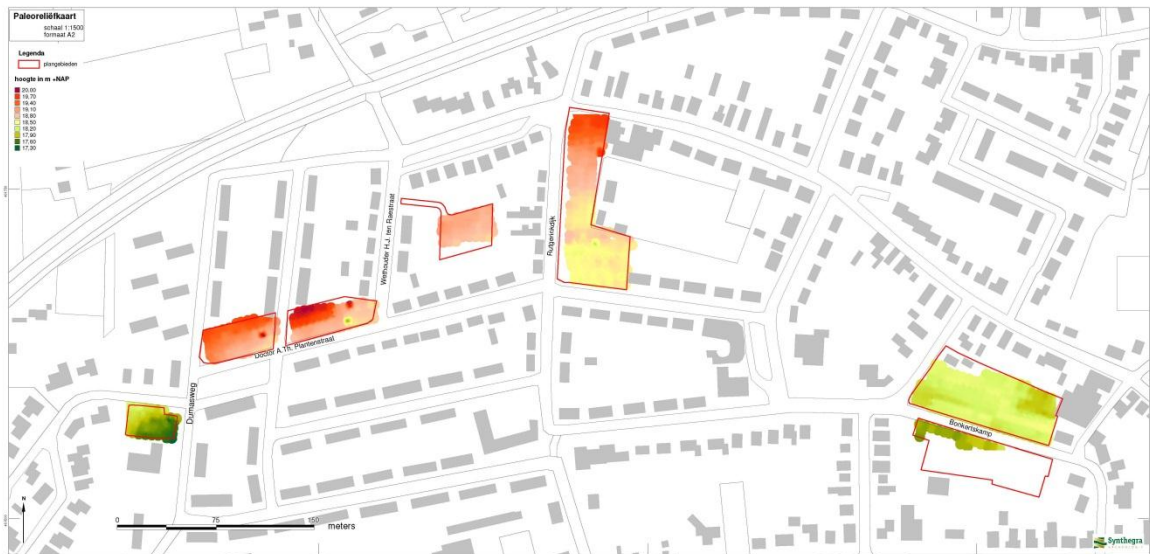 Paleoreliëfkaart
schaal 1:1500
formaat A2
Legenda
plangebieden
hoogte in m +NAP
20,00
19,70
19,40
19,10
18,80
18,50
18,20
17,90
17,60
17,30
Wethouder H.J. ten Raestraat
Rutgersdijk
Doctor A.Th. Plantenstraat
Dumasweg
Bonkertskamp
N
0 75 150 meters
Synthegra